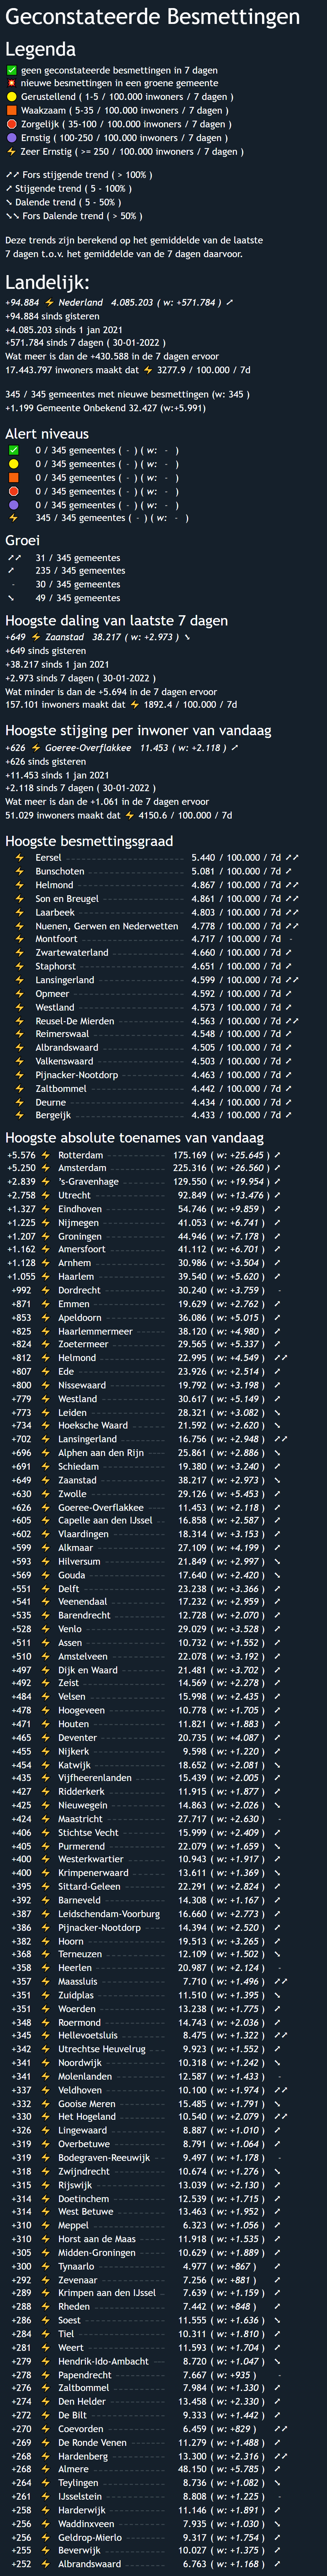 Geconstateerde Besmettingen
Legenda
✅ geen geconstateerde besmettingen in 7 dagen
💥 nieuwe besmettingen in een groene gemeente
🟡 Gerustellend ( 1-5 / 100.000 inwoners / 7 dagen )
🟧 Waakzaam ( 5-35 / 100.000 inwoners / 7 dagen )
🔴 Zorgelijk ( 35-100 / 100.000 inwoners / 7 dagen )
🟣 Ernstig ( 100-250 / 100.000 inwoners / 7 dagen )
⚡ Zeer Ernstig ( >= 250 / 100.000 inwoners / 7 dagen )
↗↗ Fors stijgende trend ( > 100% )
↗ Stijgende trend ( 5 - 100% )
↘ Dalende trend ( 5 - 50% )
↘↘ Fors Dalende trend ( > 50% )
Deze trends zijn berekend op het gemiddelde van de laatste
7 dagen t.o.v. het gemiddelde van de 7 dagen daarvoor.
Landelijk:
+94.884 ⚡ Nederland 4.085.203 ( w: +571.784 ) ↗
+94.884 sinds gisteren
+4.085.203 sinds 1 jan 2021
+571.784 sinds 7 dagen ( 30-01-2022 )
Wat meer is dan de +430.588 in de 7 dagen ervoor
17.443.797 inwoners maakt dat ⚡ 3277.9 / 100.000 / 7d
345 / 345 gemeentes met nieuwe besmettingen (w: 345 )
+1.199 Gemeente Onbekend 32.427 (w:+5.991)
Alert niveaus
✅ 0 / 345 gemeentes ( - ) ( w: - )
🟡 0 / 345 gemeentes ( - ) ( w: - )
🟧 0 / 345 gemeentes ( - ) ( w: - )
🔴 0 / 345 gemeentes ( - ) ( w: - )
🟣 0 / 345 gemeentes ( - ) ( w: - )
⚡ 345 / 345 gemeentes ( - ) ( w: - )
Groei
↗↗ 31 / 345 gemeentes
↗ 235 / 345 gemeentes
- 30 / 345 gemeentes
↘ 49 / 345 gemeentes
Hoogste daling van laatste 7 dagen
+649 ⚡ Zaanstad 38.217 ( w: +2.973 ) ↘
+649 sinds gisteren
+38.217 sinds 1 jan 2021
+2.973 sinds 7 dagen ( 30-01-2022 )
Wat minder is dan de +5.694 in de 7 dagen ervoor
157.101 inwoners maakt dat ⚡ 1892.4 / 100.000 / 7d
Hoogste stijging per inwoner van vandaag
+626 ⚡ Goeree-Overflakkee 11.453 ( w: +2.118 ) ↗
+626 sinds gisteren
+11.453 sinds 1 jan 2021
+2.118 sinds 7 dagen ( 30-01-2022 )
Wat meer is dan de +1.061 in de 7 dagen ervoor
51.029 inwoners maakt dat ⚡ 4150.6 / 100.000 / 7d
Hoogste besmettingsgraad
⚡ Eersel 5.440 / 100.000 / 7d ↗↗
⚡ Bunschoten 5.081 / 100.000 / 7d ↗
⚡ Helmond 4.867 / 100.000 / 7d ↗↗
⚡ Son en Breugel 4.861 / 100.000 / 7d ↗↗
⚡ Laarbeek 4.803 / 100.000 / 7d ↗↗
⚡ Nuenen, Gerwen en Nederwetten 4.778 / 100.000 / 7d ↗↗
⚡ Montfoort 4.717 / 100.000 / 7d -
⚡ Zwartewaterland 4.660 / 100.000 / 7d ↗
⚡ Staphorst 4.651 / 100.000 / 7d ↗
⚡ Lansingerland 4.599 / 100.000 / 7d ↗↗
⚡ Opmeer 4.592 / 100.000 / 7d ↗
⚡ Westland 4.573 / 100.000 / 7d ↗
⚡ Reusel-De Mierden 4.563 / 100.000 / 7d ↗↗
⚡ Reimerswaal 4.548 / 100.000 / 7d ↗
⚡ Albrandswaard 4.505 / 100.000 / 7d ↗
⚡ Valkenswaard 4.503 / 100.000 / 7d ↗
⚡ Pijnacker-Nootdorp 4.463 / 100.000 / 7d ↗
⚡ Zaltbommel 4.442 / 100.000 / 7d ↗
⚡ Deurne 4.434 / 100.000 / 7d ↗
⚡ Bergeijk 4.433 / 100.000 / 7d ↗
Hoogste absolute toenames van vandaag
+5.576 ⚡ Rotterdam 175.169 ( w: +25.645 ) ↗
+5.250 ⚡ Amsterdam 225.316 ( w: +26.560 ) ↗
+2.839 ⚡ 's-Gravenhage 129.550 ( w: +19.954 ) ↗
+2.758 ⚡ Utrecht 92.849 ( w: +13.476 ) ↗
+1.327 ⚡ Eindhoven 54.746 ( w: +9.859 ) ↗
+1.225 ⚡ Nijmegen 41.053 ( w: +6.741 ) ↗
+1.207 ⚡ Groningen 44.946 ( w: +7.178 ) ↗
+1.162 ⚡ Amersfoort 41.112 ( w: +6.701 ) ↗
+1.128 ⚡ Arnhem 30.986 ( w: +3.504 ) ↗
+1.055 ⚡ Haarlem 39.540 ( w: +5.620 ) ↗
+992 ⚡ Dordrecht 30.240 ( w: +3.759 ) -
+871 ⚡ Emmen 19.629 ( w: +2.762 ) ↗
+853 ⚡ Apeldoorn 36.086 ( w: +5.015 ) ↗
+825 ⚡ Haarlemmermeer 38.120 ( w: +4.980 ) ↗
+824 ⚡ Zoetermeer 29.565 ( w: +5.337 ) ↗
+812 ⚡ Helmond 22.995 ( w: +4.549 ) ↗↗
+807 ⚡ Ede 23.926 ( w: +2.514 ) ↗
+800 ⚡ Nissewaard 19.792 ( w: +3.198 ) ↗
+779 ⚡ Westland 30.617 ( w: +5.149 ) ↗
+773 ⚡ Leiden 28.321 ( w: +3.082 ) ↘
+734 ⚡ Hoeksche Waard 21.592 ( w: +2.620 ) ↘
+702 ⚡ Lansingerland 16.756 ( w: +2.948 ) ↗↗
+696 ⚡ Alphen aan den Rijn 25.861 ( w: +2.886 ) ↘
+691 ⚡ Schiedam 19.380 ( w: +3.240 ) ↗
+649 ⚡ Zaanstad 38.217 ( w: +2.973 ) ↘
+630 ⚡ Zwolle 29.126 ( w: +5.453 ) ↗
+626 ⚡ Goeree-Overflakkee 11.453 ( w: +2.118 ) ↗
+605 ⚡ Capelle aan den IJssel 16.858 ( w: +2.587 ) ↗
+602 ⚡ Vlaardingen 18.314 ( w: +3.153 ) ↗
+599 ⚡ Alkmaar 27.109 ( w: +4.199 ) ↗
+593 ⚡ Hilversum 21.849 ( w: +2.997 ) ↘
+569 ⚡ Gouda 17.640 ( w: +2.420 ) ↘
+551 ⚡ Delft 23.238 ( w: +3.366 ) ↗
+541 ⚡ Veenendaal 17.232 ( w: +2.959 ) ↗
+535 ⚡ Barendrecht 12.728 ( w: +2.070 ) ↗
+528 ⚡ Venlo 29.029 ( w: +3.528 ) ↗
+511 ⚡ Assen 10.732 ( w: +1.552 ) ↗
+510 ⚡ Amstelveen 22.078 ( w: +3.192 ) ↗
+497 ⚡ Dijk en Waard 21.481 ( w: +3.702 ) ↗
+492 ⚡ Zeist 14.569 ( w: +2.278 ) ↗
+484 ⚡ Velsen 15.998 ( w: +2.435 ) ↗
+478 ⚡ Hoogeveen 10.778 ( w: +1.705 ) ↗
+471 ⚡ Houten 11.821 ( w: +1.883 ) ↗
+465 ⚡ Deventer 20.735 ( w: +4.087 ) ↗
+455 ⚡ Nijkerk 9.598 ( w: +1.220 ) ↗
+454 ⚡ Katwijk 18.652 ( w: +2.081 ) ↘
+435 ⚡ Vijfheerenlanden 15.439 ( w: +2.005 ) ↗
+427 ⚡ Ridderkerk 11.915 ( w: +1.877 ) ↗
+425 ⚡ Nieuwegein 14.863 ( w: +2.026 ) ↘
+424 ⚡ Maastricht 27.717 ( w: +2.630 ) -
+406 ⚡ Stichtse Vecht 15.999 ( w: +2.409 ) ↗
+405 ⚡ Purmerend 22.079 ( w: +1.659 ) ↘
+400 ⚡ Westerkwartier 10.943 ( w: +1.917 ) ↗
+400 ⚡ Krimpenerwaard 13.611 ( w: +1.369 ) ↘
+395 ⚡ Sittard-Geleen 22.291 ( w: +2.824 ) ↗
+392 ⚡ Barneveld 14.308 ( w: +1.167 ) ↗
+387 ⚡ Leidschendam-Voorburg 16.660 ( w: +2.773 ) ↗
+386 ⚡ Pijnacker-Nootdorp 14.394 ( w: +2.520 ) ↗
+382 ⚡ Hoorn 19.513 ( w: +3.265 ) ↗
+368 ⚡ Terneuzen 12.109 ( w: +1.502 ) ↘
+358 ⚡ Heerlen 20.987 ( w: +2.124 ) -
+357 ⚡ Maassluis 7.710 ( w: +1.496 ) ↗↗
+351 ⚡ Zuidplas 11.510 ( w: +1.395 ) ↘
+351 ⚡ Woerden 13.238 ( w: +1.775 ) ↗
+348 ⚡ Roermond 14.743 ( w: +2.036 ) ↗
+345 ⚡ Hellevoetsluis 8.475 ( w: +1.322 ) ↗↗
+342 ⚡ Utrechtse Heuvelrug 9.923 ( w: +1.552 ) ↗
+341 ⚡ Noordwijk 10.318 ( w: +1.242 ) ↘
+341 ⚡ Molenlanden 12.587 ( w: +1.433 ) -
+337 ⚡ Veldhoven 10.100 ( w: +1.974 ) ↗↗
+332 ⚡ Gooise Meren 15.485 ( w: +1.791 ) ↘
+330 ⚡ Het Hogeland 10.540 ( w: +2.079 ) ↗↗
+326 ⚡ Lingewaard 8.887 ( w: +1.010 ) ↗
+319 ⚡ Overbetuwe 8.791 ( w: +1.064 ) ↗
+319 ⚡ Bodegraven-Reeuwijk 9.497 ( w: +1.178 ) -
+318 ⚡ Zwijndrecht 10.674 ( w: +1.276 ) ↘
+315 ⚡ Rijswijk 13.039 ( w: +2.130 ) ↗
+314 ⚡ Doetinchem 12.539 ( w: +1.715 ) ↗
+314 ⚡ West Betuwe 13.463 ( w: +1.952 ) ↗
+310 ⚡ Meppel 6.323 ( w: +1.056 ) ↗
+310 ⚡ Horst aan de Maas 11.918 ( w: +1.535 ) ↗
+305 ⚡ Midden-Groningen 10.629 ( w: +1.889 ) ↗
+300 ⚡ Tynaarlo 4.977 ( w: +867 ) ↗
+292 ⚡ Zevenaar 7.256 ( w: +881 ) ↗
+289 ⚡ Krimpen aan den IJssel 7.639 ( w: +1.159 ) ↗
+288 ⚡ Rheden 7.442 ( w: +848 ) ↗
+286 ⚡ Soest 11.555 ( w: +1.636 ) ↘
+284 ⚡ Tiel 10.311 ( w: +1.810 ) ↗
+281 ⚡ Weert 11.593 ( w: +1.704 ) ↗
+279 ⚡ Hendrik-Ido-Ambacht 8.720 ( w: +1.047 ) ↘
+278 ⚡ Papendrecht 7.667 ( w: +935 ) -
+276 ⚡ Zaltbommel 7.984 ( w: +1.330 ) ↗
+274 ⚡ Den Helder 13.458 ( w: +2.330 ) ↗
+272 ⚡ De Bilt 9.333 ( w: +1.442 ) ↗
+270 ⚡ Coevorden 6.459 ( w: +829 ) ↗↗
+269 ⚡ De Ronde Venen 11.279 ( w: +1.488 ) ↗
+268 ⚡ Hardenberg 13.300 ( w: +2.316 ) ↗↗
+268 ⚡ Almere 48.150 ( w: +5.785 ) ↗
+264 ⚡ Teylingen 8.736 ( w: +1.082 ) ↘
+261 ⚡ IJsselstein 8.808 ( w: +1.225 ) -
+258 ⚡ Harderwijk 11.146 ( w: +1.891 ) ↗
+256 ⚡ Waddinxveen 7.935 ( w: +1.030 ) ↘
+256 ⚡ Geldrop-Mierlo 9.317 ( w: +1.754 ) ↗
+255 ⚡ Beverwijk 10.027 ( w: +1.375 ) ↗
+252 ⚡ Albrandswaard 6.763 ( w: +1.168 ) ↗